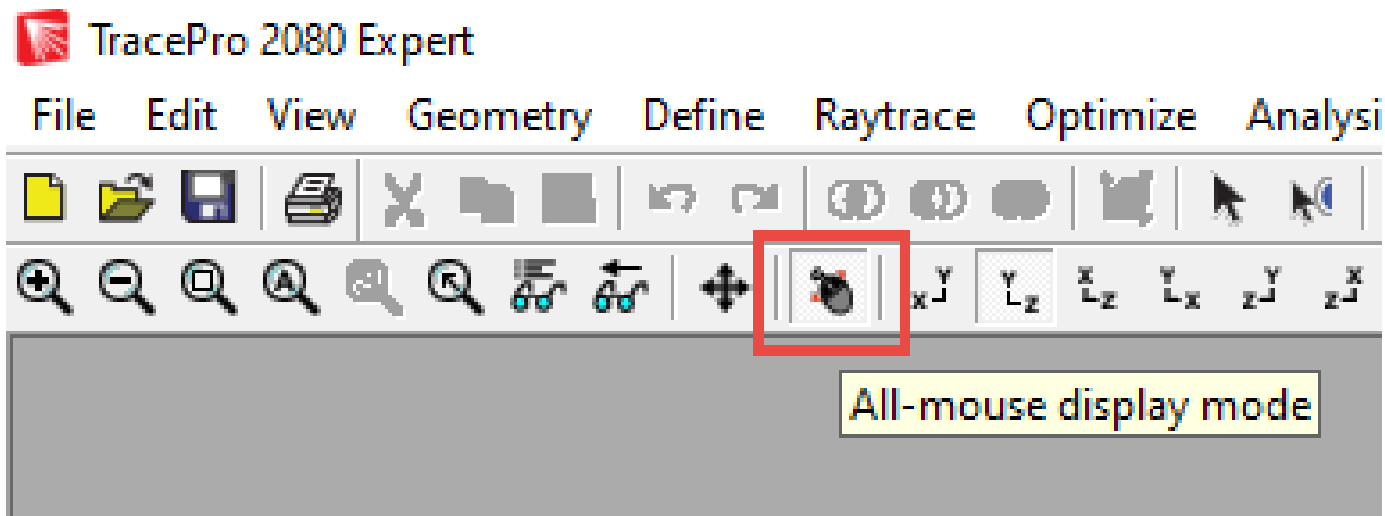 TracePro 2080 Expert
File Edit View Geometry Define Raytrace Optimize Analysi
A Y X Y Z X Z Y X Z Y Z X
All-mouse display mode